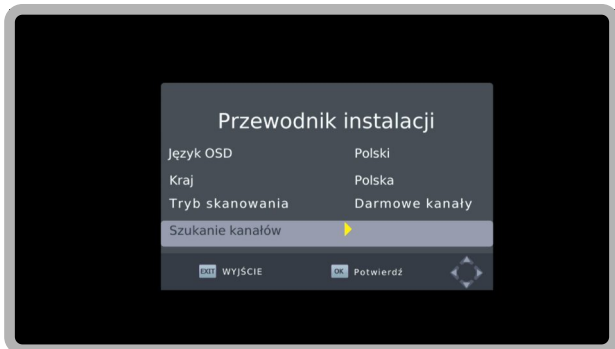 Przewodnik instalacji
Język OSD Polski
Kraj Polska
Tryb skanowania Darmowe kanały
Szukanie kanałów
EXIT WYJŚCIE OK Potwierdź